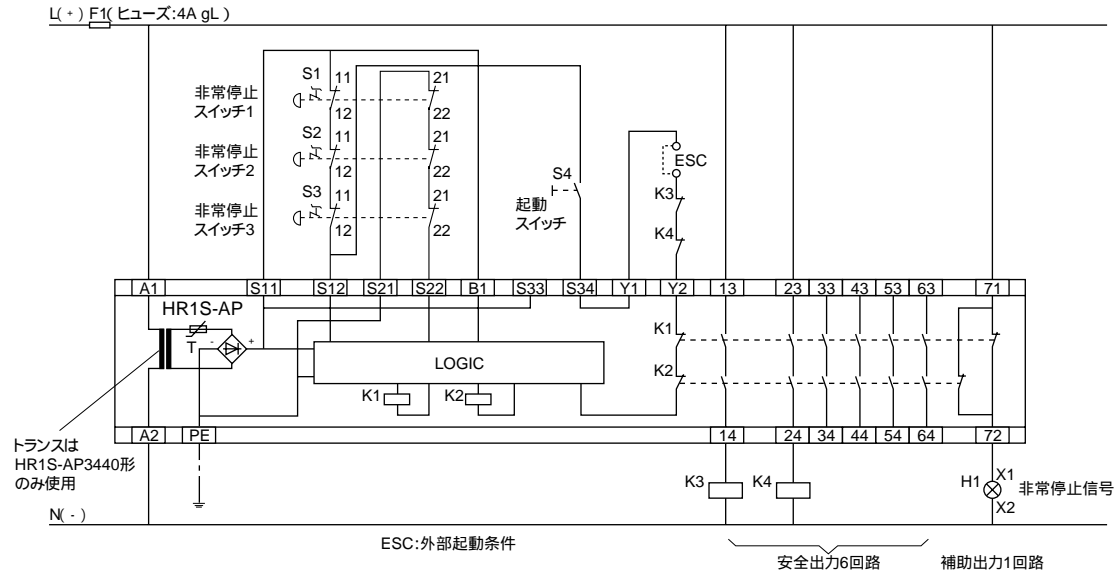 L( + ) F1( ヒューズ:4A gL )
非常停止
スイッチ1
S1 11 21
12 22
非常停止
スイッチ2
S2 11 21
12 22
非常停止
スイッチ3
S3 11 21
12 22
S4
起動
スイッチ
ESC
K3
K4
A1 S11 S12 S21 S22 B1 S33 S34 Y1 Y2 13 23 33 43 53 63 71
HR1S-AP
T
+
LOGIC
K1
K2
K1 K2
A2 PE 14 24 34 44 54 64 72
トランスは
HR1S-AP3440形
のみ使用
K3 K4 H1 X1 非常停止信号
X2
N( - )
ESC:外部起動条件
安全出力6回路 補助出力1回路